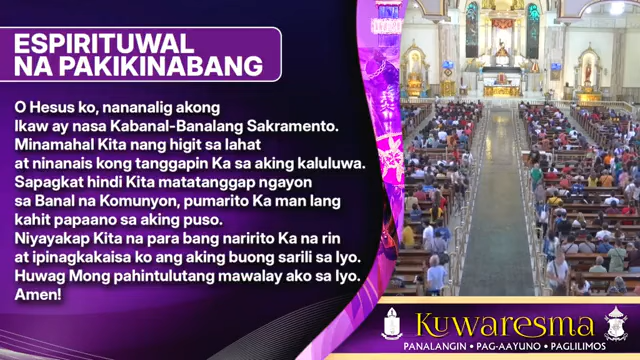 ESPIRITUWAL
NA PAKIKINABANG
O Hesus ko, nananalig akong
Ikaw ay nasa Kabanal-Banalang Sakramento.
Minamahal Kita nang higit sa lahat
at ninanais kong tanggapin Ka sa aking kaluluwa.
Sapagkat hindi Kita matatanggap ngayon
sa Banal na Komunyon, pumarito Ka man lang
kahit papaano sa aking puso.
Niyayakap Kita na para bang naririto Ka na rin
at ipinagkakaisa ko ang aking buong sarili sa Iyo.
Huwag Mong pahintulutang mawalay ako sa Iyo.
Amen!
Kuwaresma
PANALANGIN • PAG-AAYUNO • PAGLILIMOS